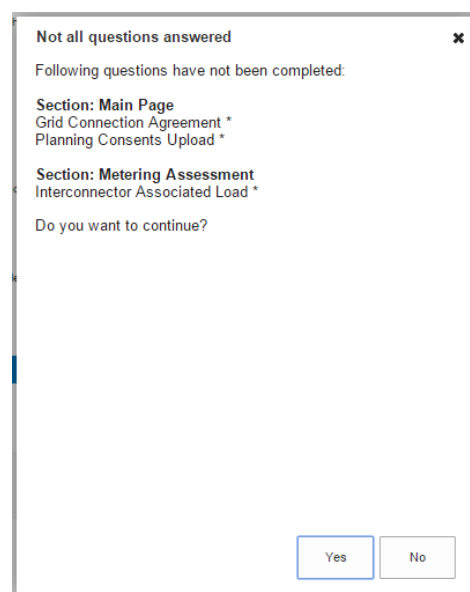 Not all questions answered
Following questions have not been completed:
Section: Main Page
Grid Connection Agreement *
Planning Consents Upload *
Section: Metering Assessment
Interconnector Associated Load *
Do you want to continue?
Yes
No